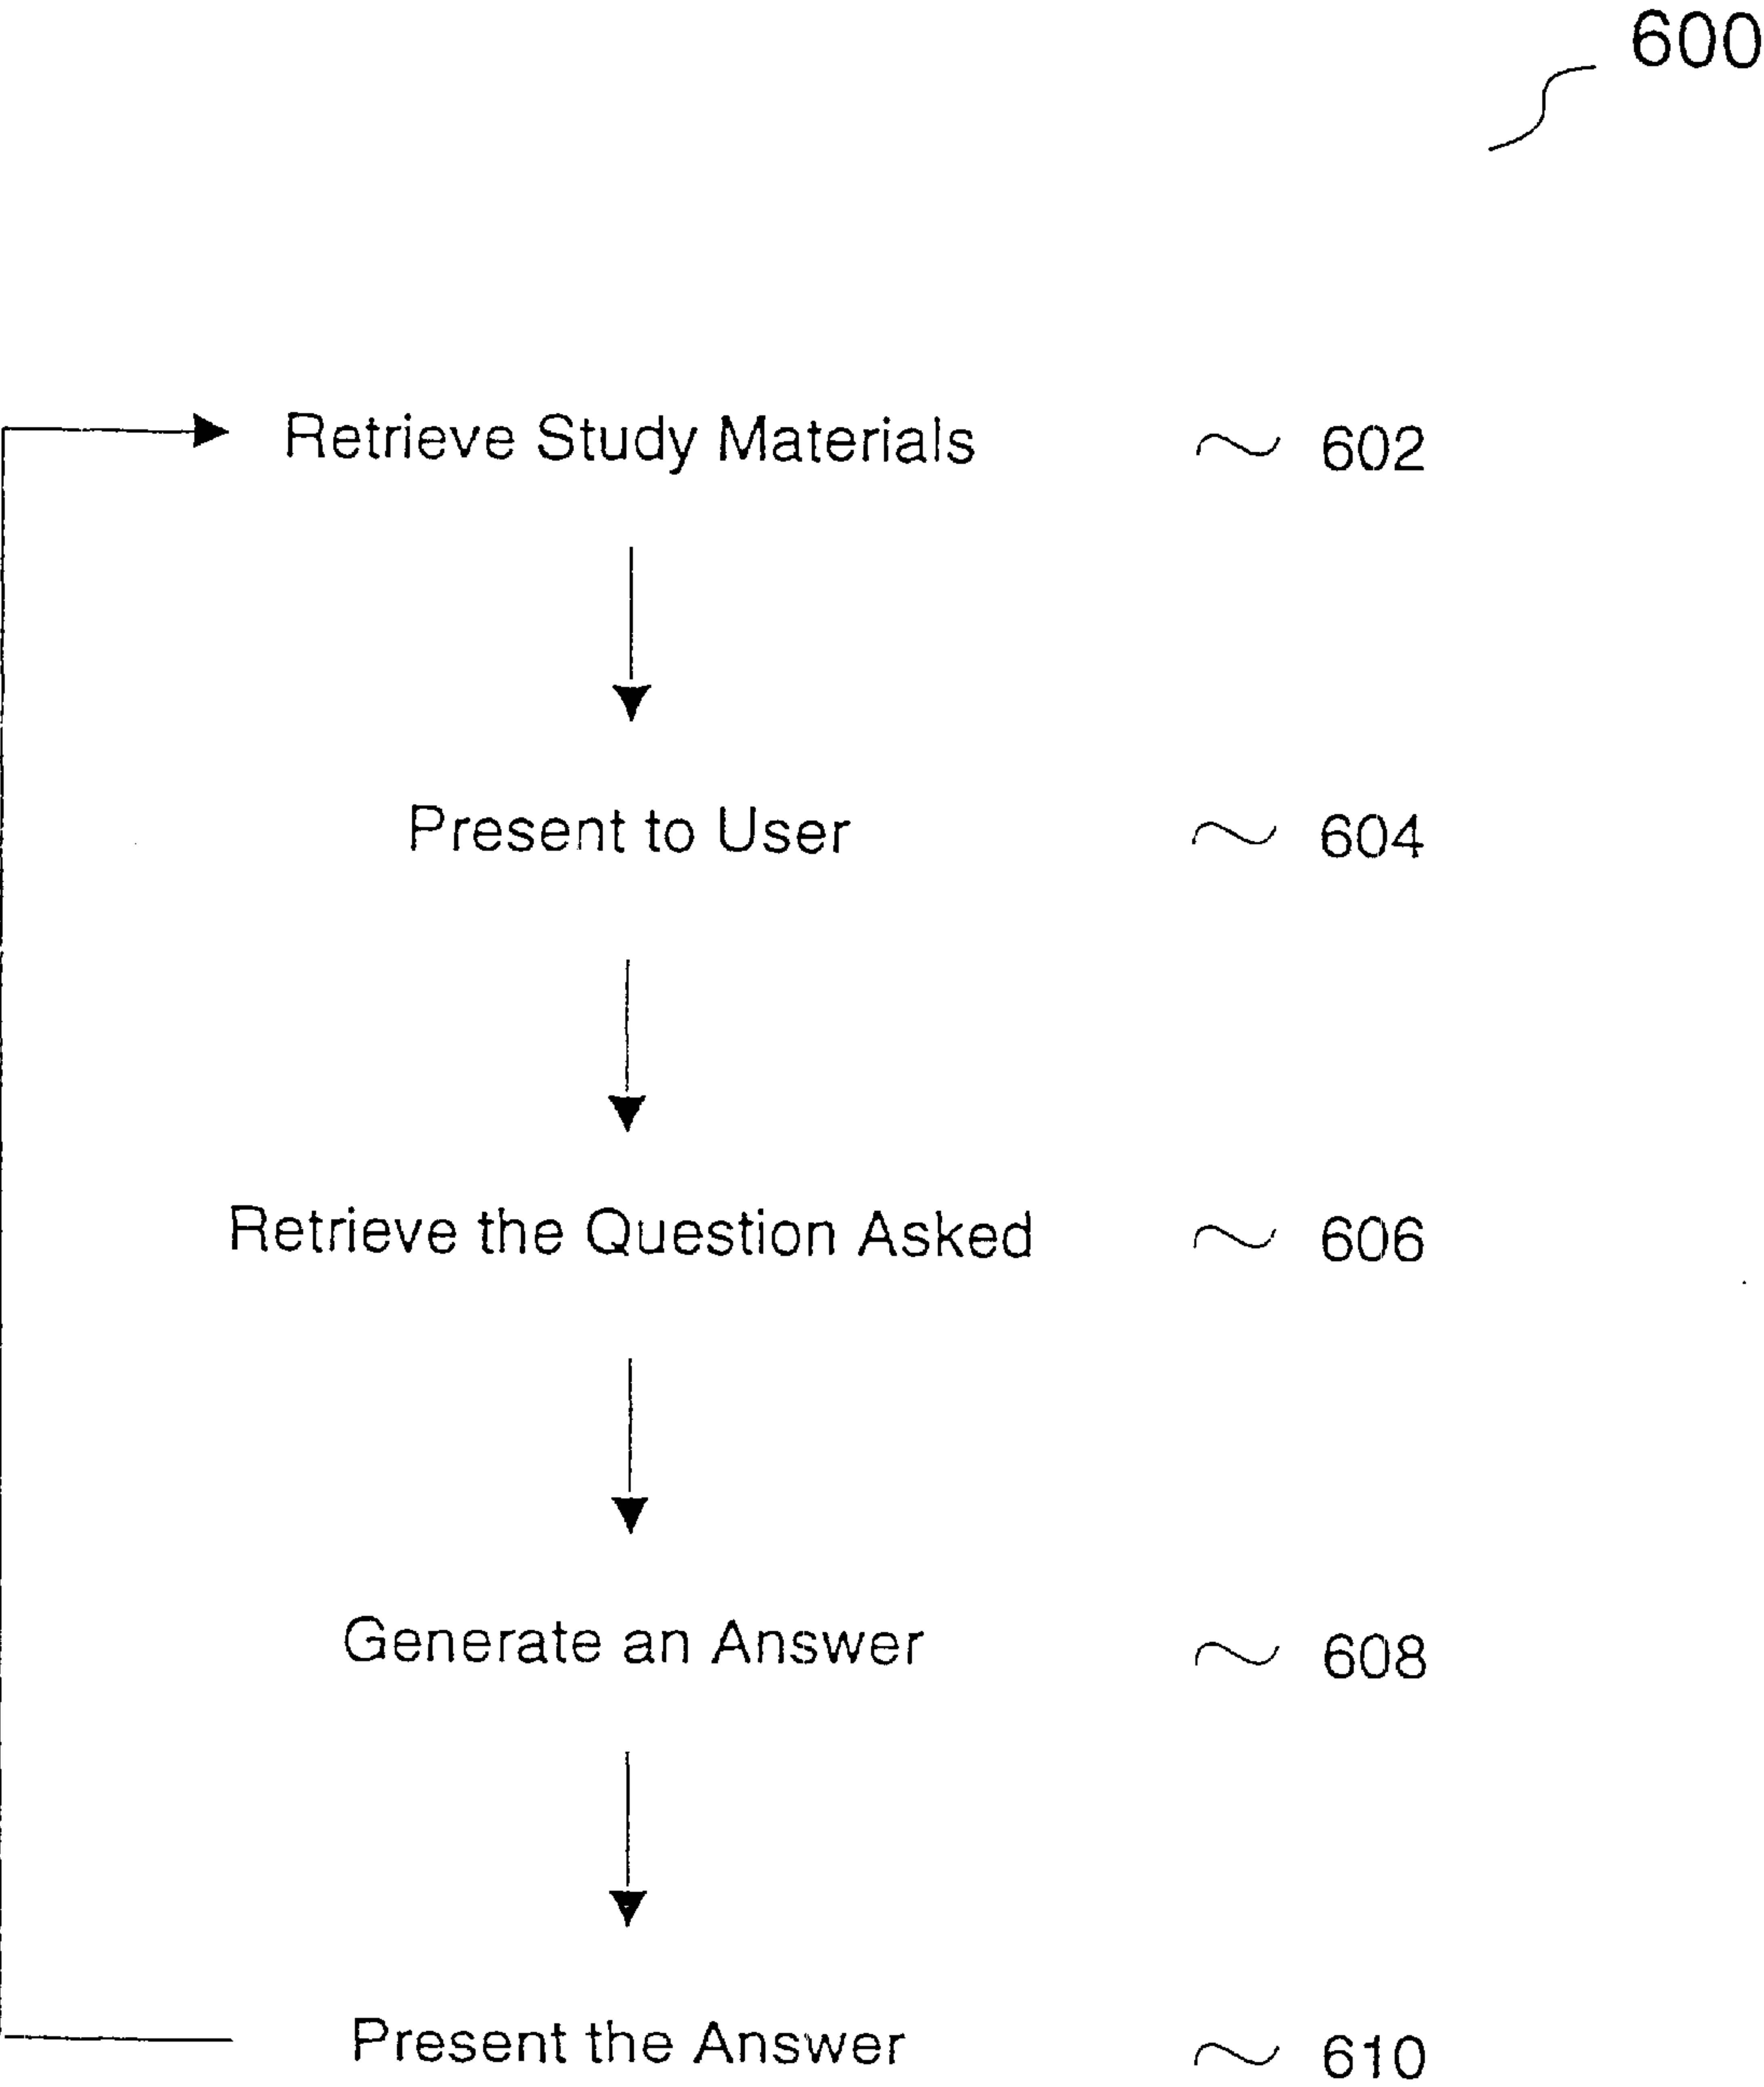 600
Retrieve Study Materials 602
Present to User 604
Retrieve the Question Asked 606
Generate an Answer 608
Present the Answer 610